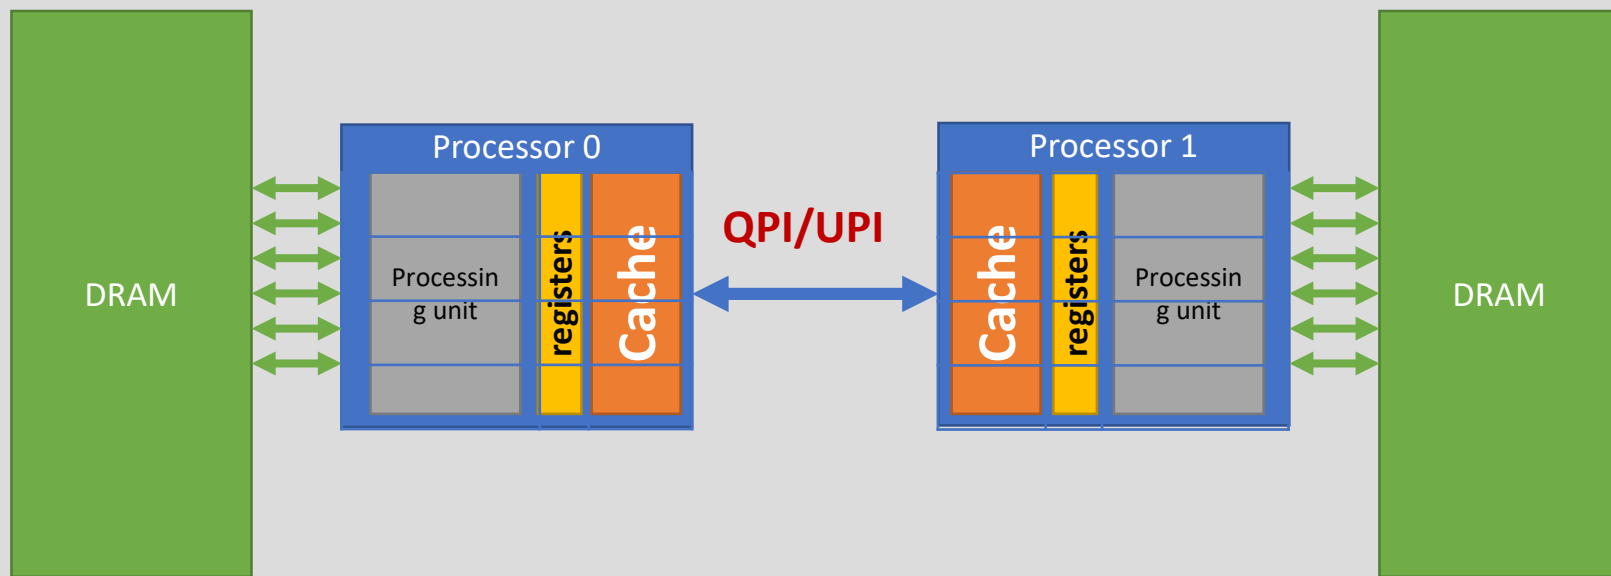 DRAM
Processor 0
Processin
g unit
registers
Cache
QPI/UPI
Processor 1
Cache
registers
Processin
g unit
DRAM